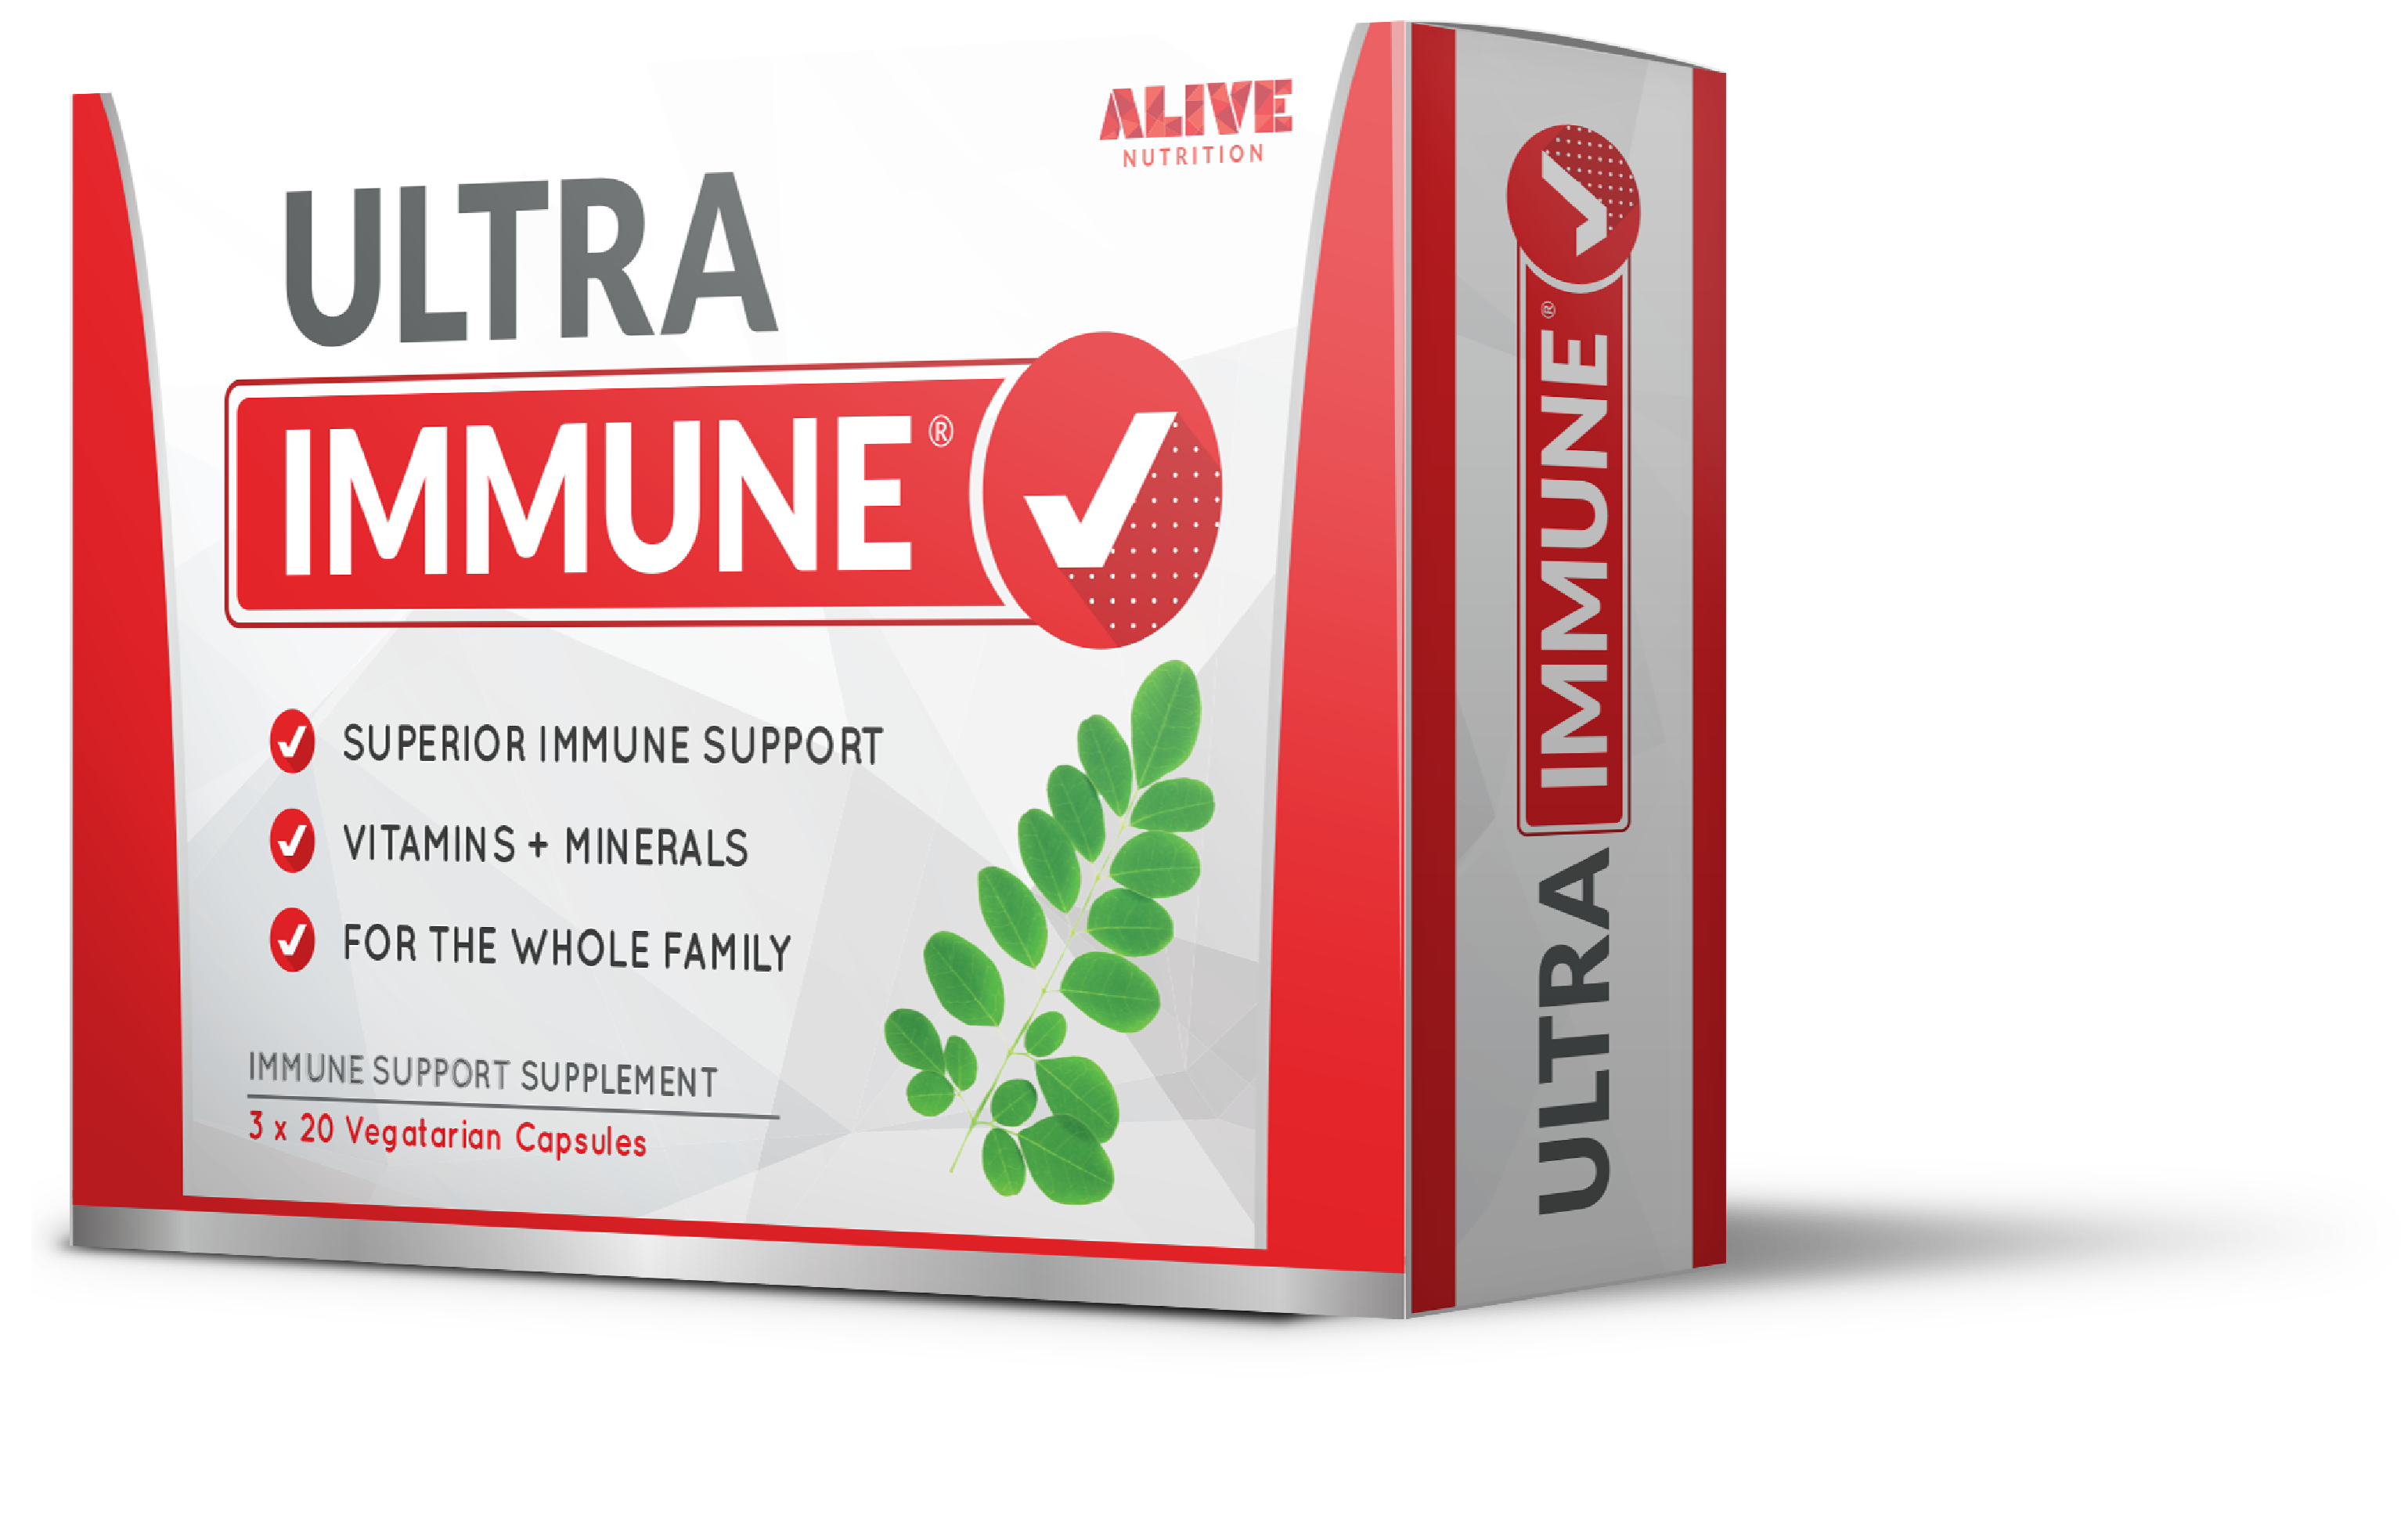 ALIVE
NUTRITION
ULTRA
IMMUNE®
SUPERIOR IMMUNE SUPPORT
VITAMINS + MINERALS
FOR THE WHOLE FAMILY
IMMUNE SUPPORT SUPPLEMENT
3 x 20 Vegatarian Capsules
ULTRA IMMUNE®